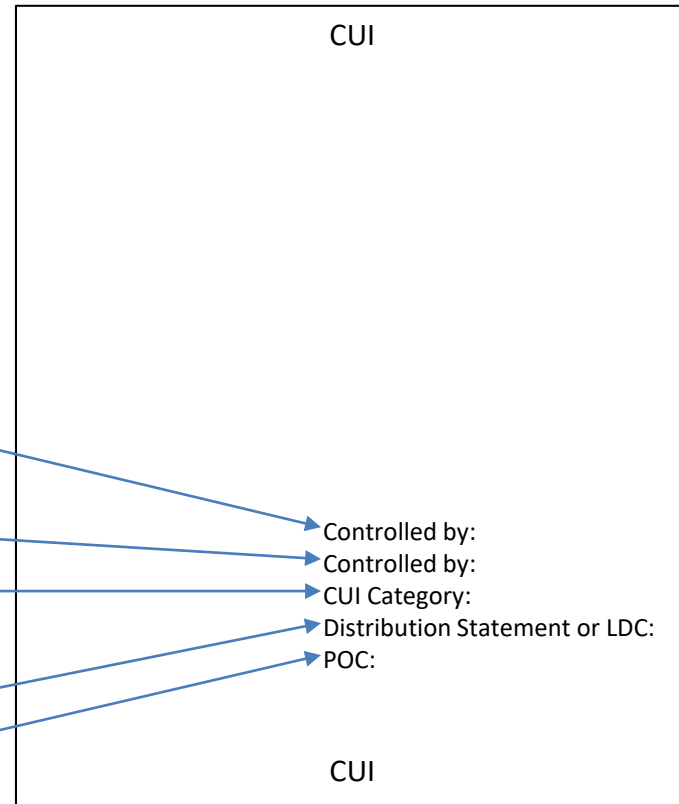 CUI
Controlled by:
Controlled by:
CUI Category:
Distribution Statement or LDC:
POC:
CUI